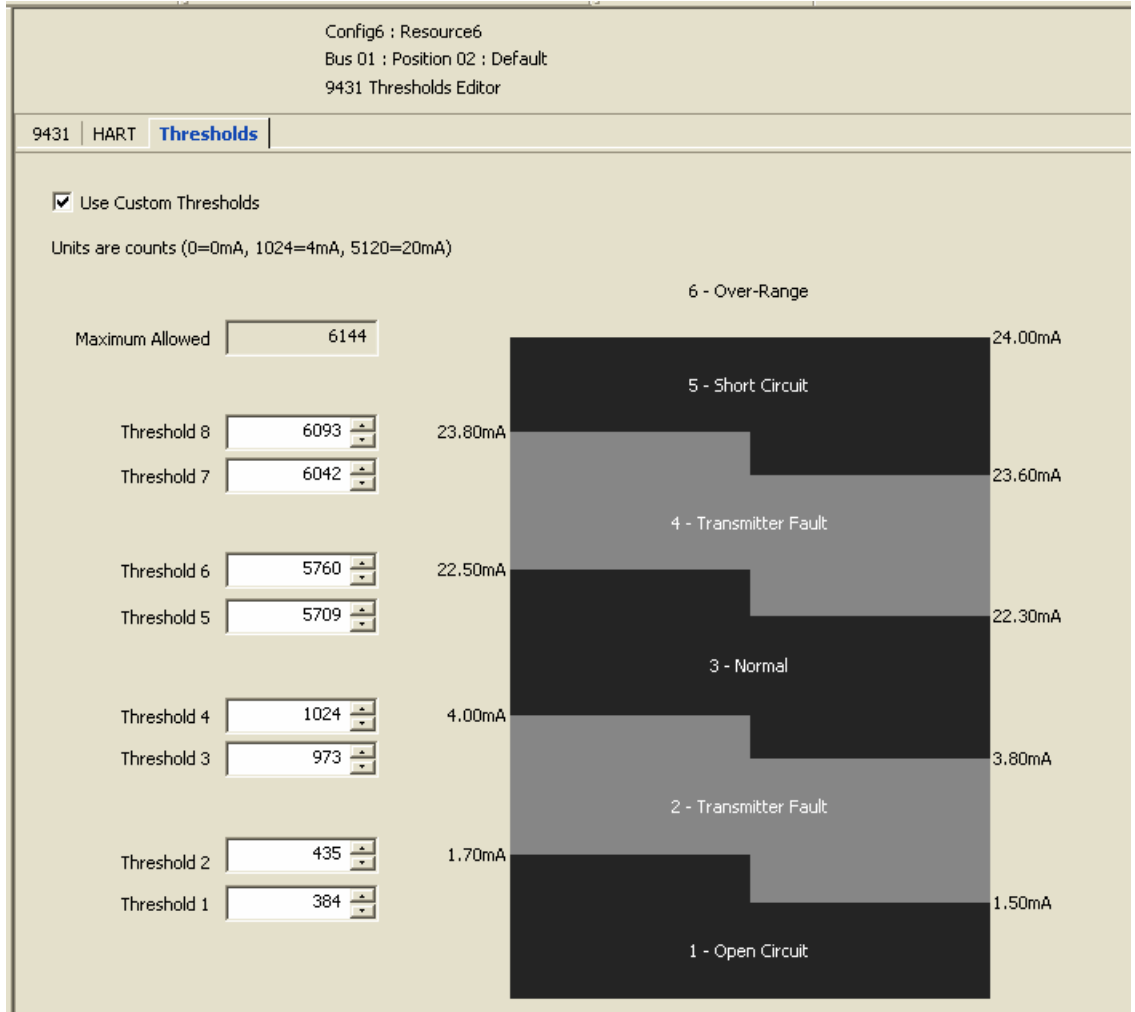 Config6 : Resource6
Bus 01 : Position 02 : Default
9431 Thresholds Editor
9431 HART Thresholds
Use Custom Thresholds
Units are counts (0=0mA, 1024=4mA, 5120=20mA)
6 - Over-Range
Maximum Allowed 6144
24.00mA
5 - Short Circuit
Threshold 8 6093 23.80mA
Threshold 7 6042 23.60mA
4 - Transmitter Fault
Threshold 6 5760 22.50mA
Threshold 5 5709 22.30mA
3 - Normal
Threshold 4 1024 4.00mA
Threshold 3 973 3.80mA
2 - Transmitter Fault
Threshold 2 435 1.70mA
Threshold 1 384 1.50mA
1 - Open Circuit